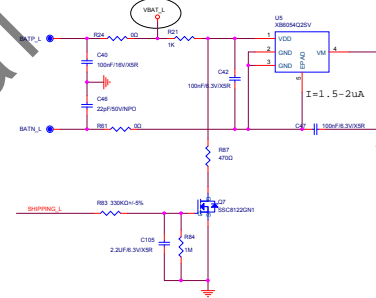 VBAT_L
U5
XB6054Q2SV
BATP_L
R24
0Ω
R21
1K
C40
100nF/16V/X5R
C42
100nF/6.3V/X5R
1
VDD
2
GND
3
GND
EPAD
VM
4
5
C46
22pF/50V/NPO
I=1.5-2uA
BATN_L
R61
0Ω
C47
100nF/6.3V/X5R
R87
470Ω
SHIPPING_L
R83
330KΩ+/-5%
Q7
SSC8122GN1
C105
2.2UF/6.3V/X5R
R84
1M